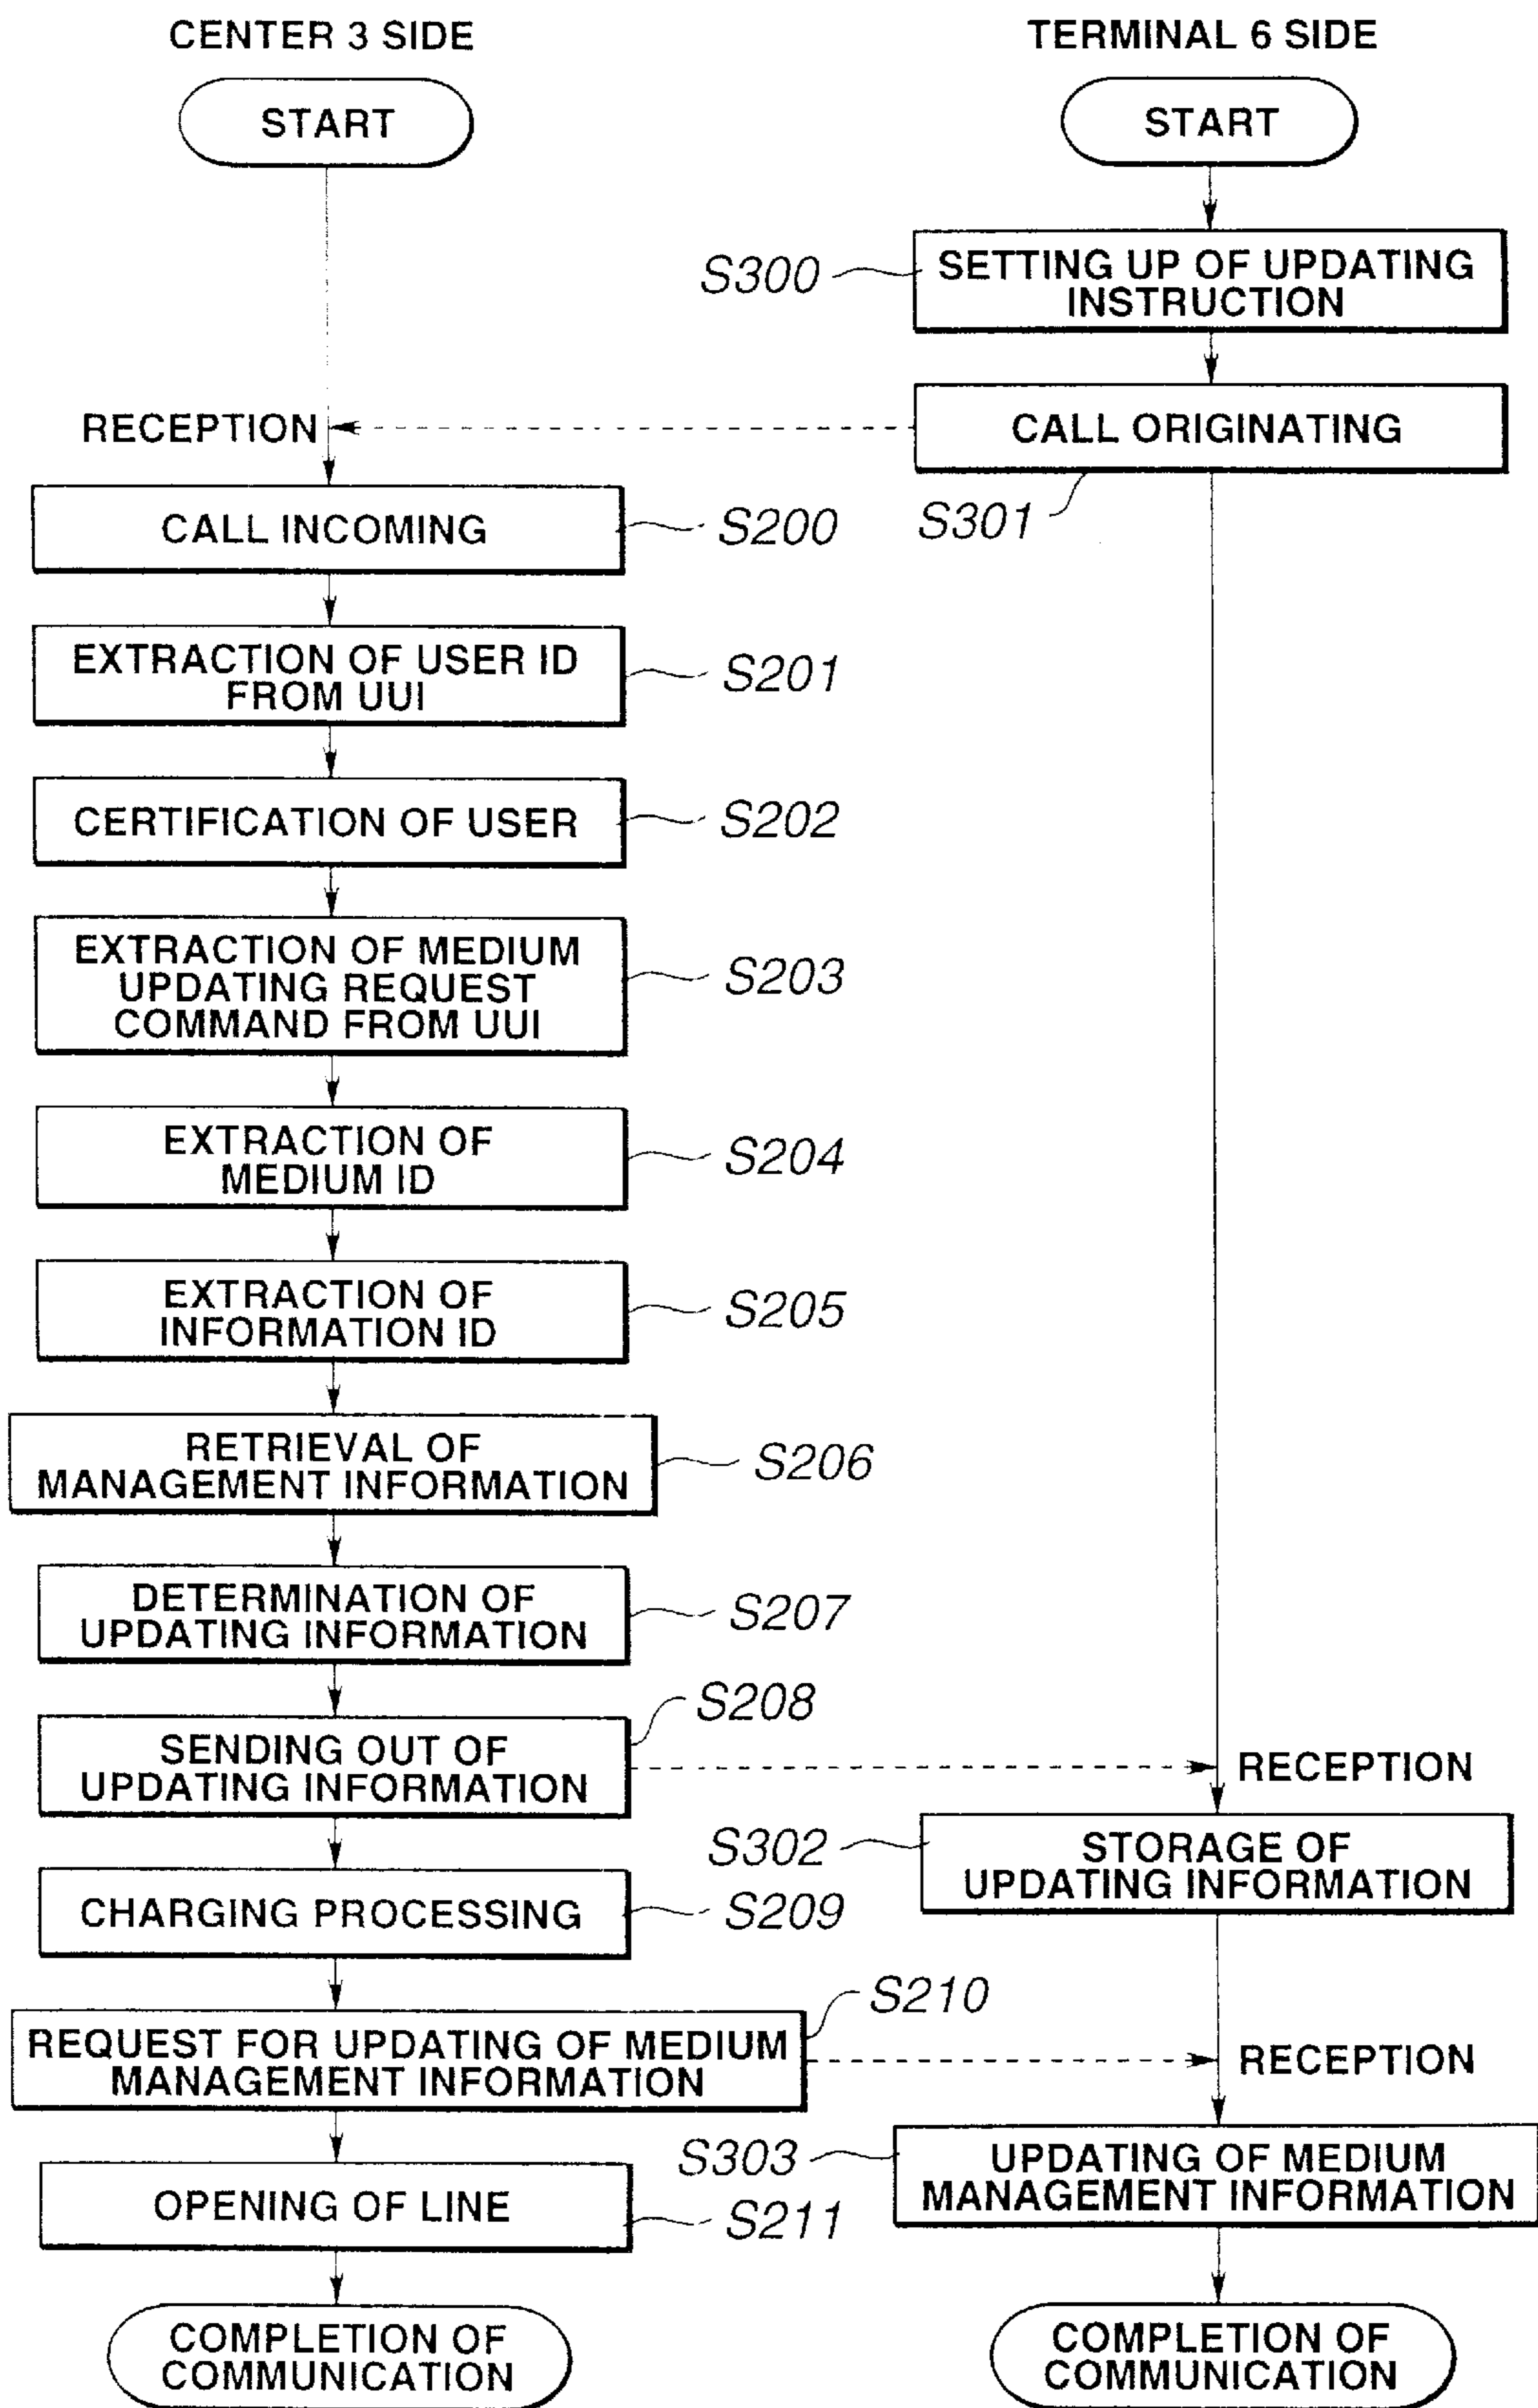 CENTER 3 SIDE
TERMINAL 6 SIDE
START
START
S300
SETTING UP OF UPDATING
INSTRUCTION
RECEPTION
CALL ORIGINATING
S301
CALL INCOMING
S200
EXTRACTION OF USER ID
FROM UUI
S201
CERTIFICATION OF USER
S202
EXTRACTION OF MEDIUM
UPDATING REQUEST
COMMAND FROM UUI
S203
EXTRACTION OF
MEDIUM ID
S204
EXTRACTION OF
INFORMATION ID
S205
RETRIEVAL OF
MANAGEMENT INFORMATION
S206
DETERMINATION OF
UPDATING INFORMATION
S207
SENDING OUT OF
UPDATING INFORMATION
S208
RECEPTION
S302
STORAGE OF
UPDATING INFORMATION
CHARGING PROCESSING
S209
REQUEST FOR UPDATING OF MEDIUM
MANAGEMENT INFORMATION
S210
RECEPTION
S303
UPDATING OF MEDIUM
MANAGEMENT INFORMATION
OPENING OF LINE
S211
COMPLETION OF
COMMUNICATION
COMPLETION OF
COMMUNICATION